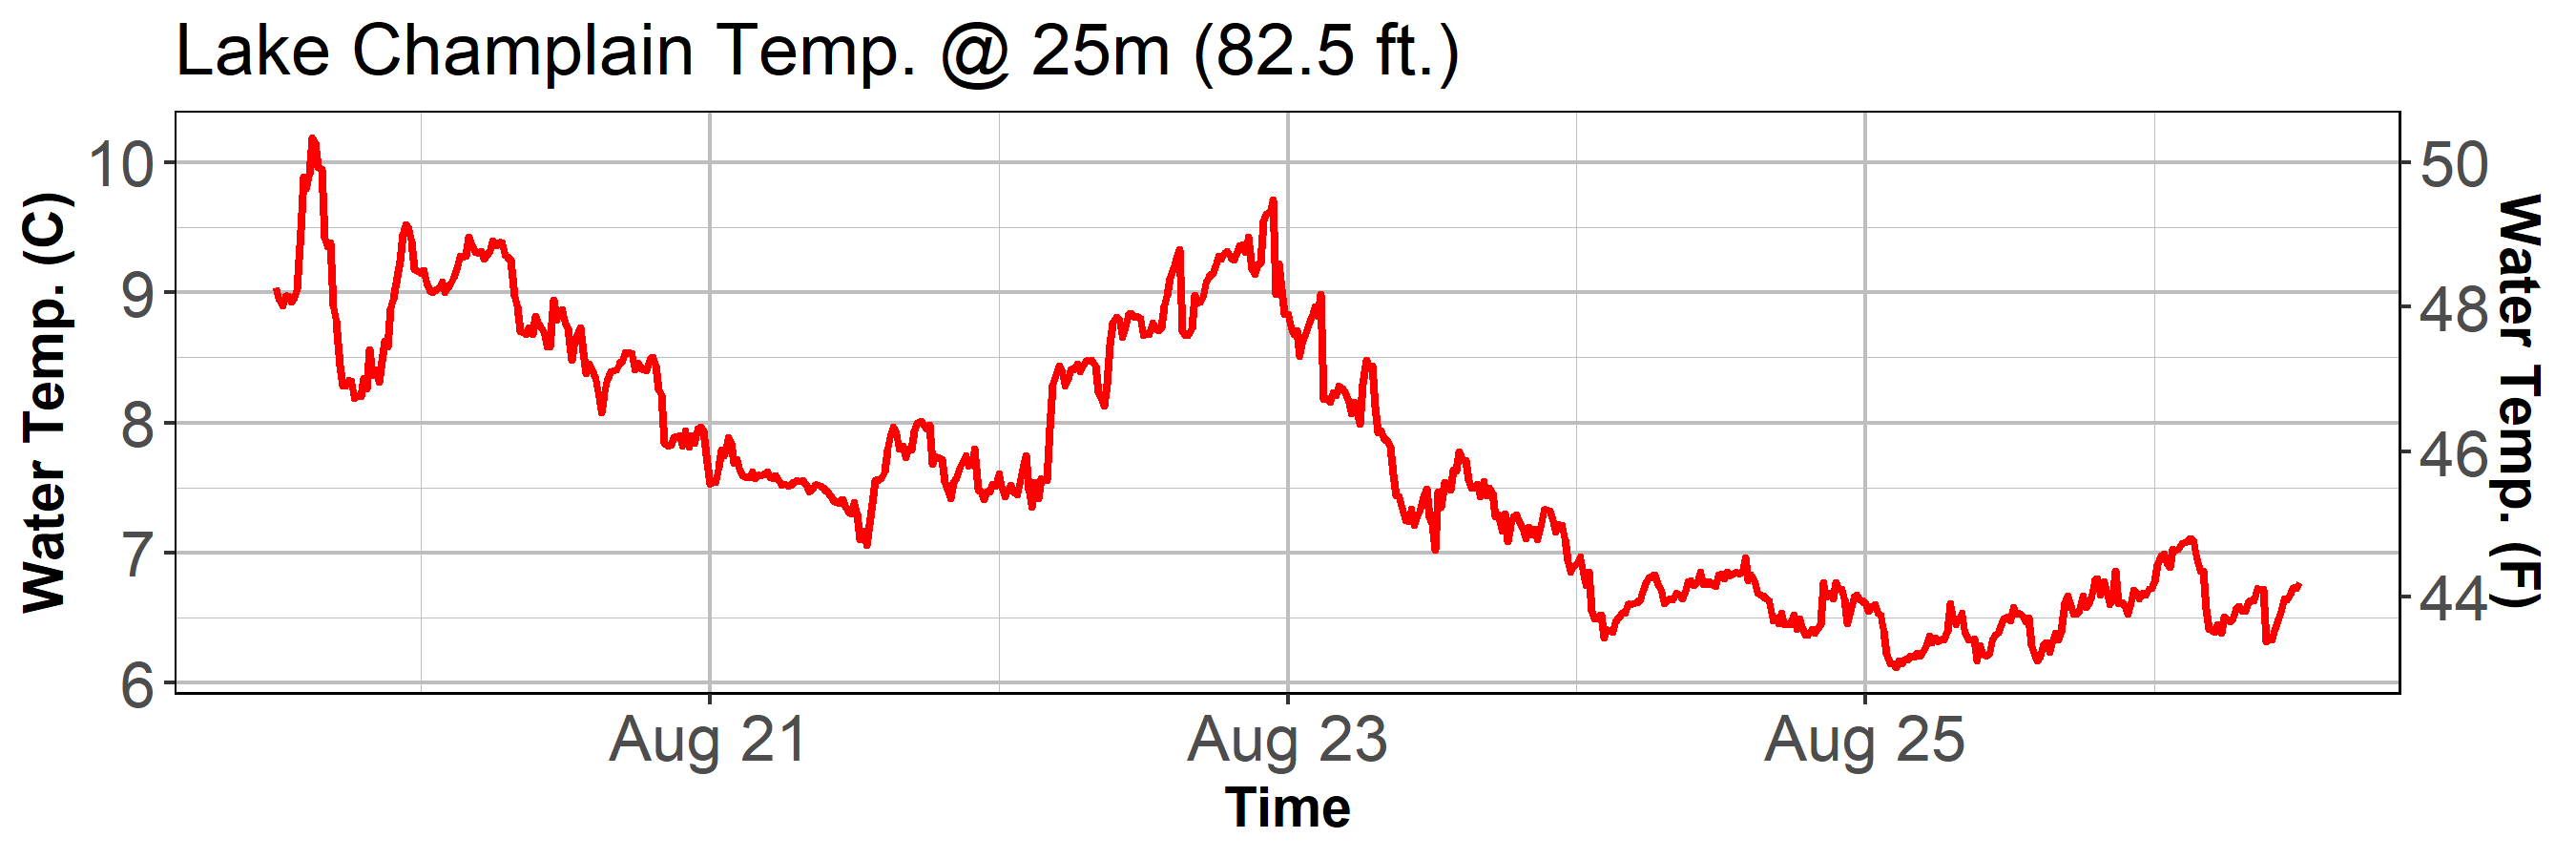 Lake Champlain Temp. @ 25m (82.5 ft.)
Water Temp. (C)
10
9
8
7
6
50
48
46
44
Water Temp. (F)
Aug 21
Aug 23
Aug 25
Time